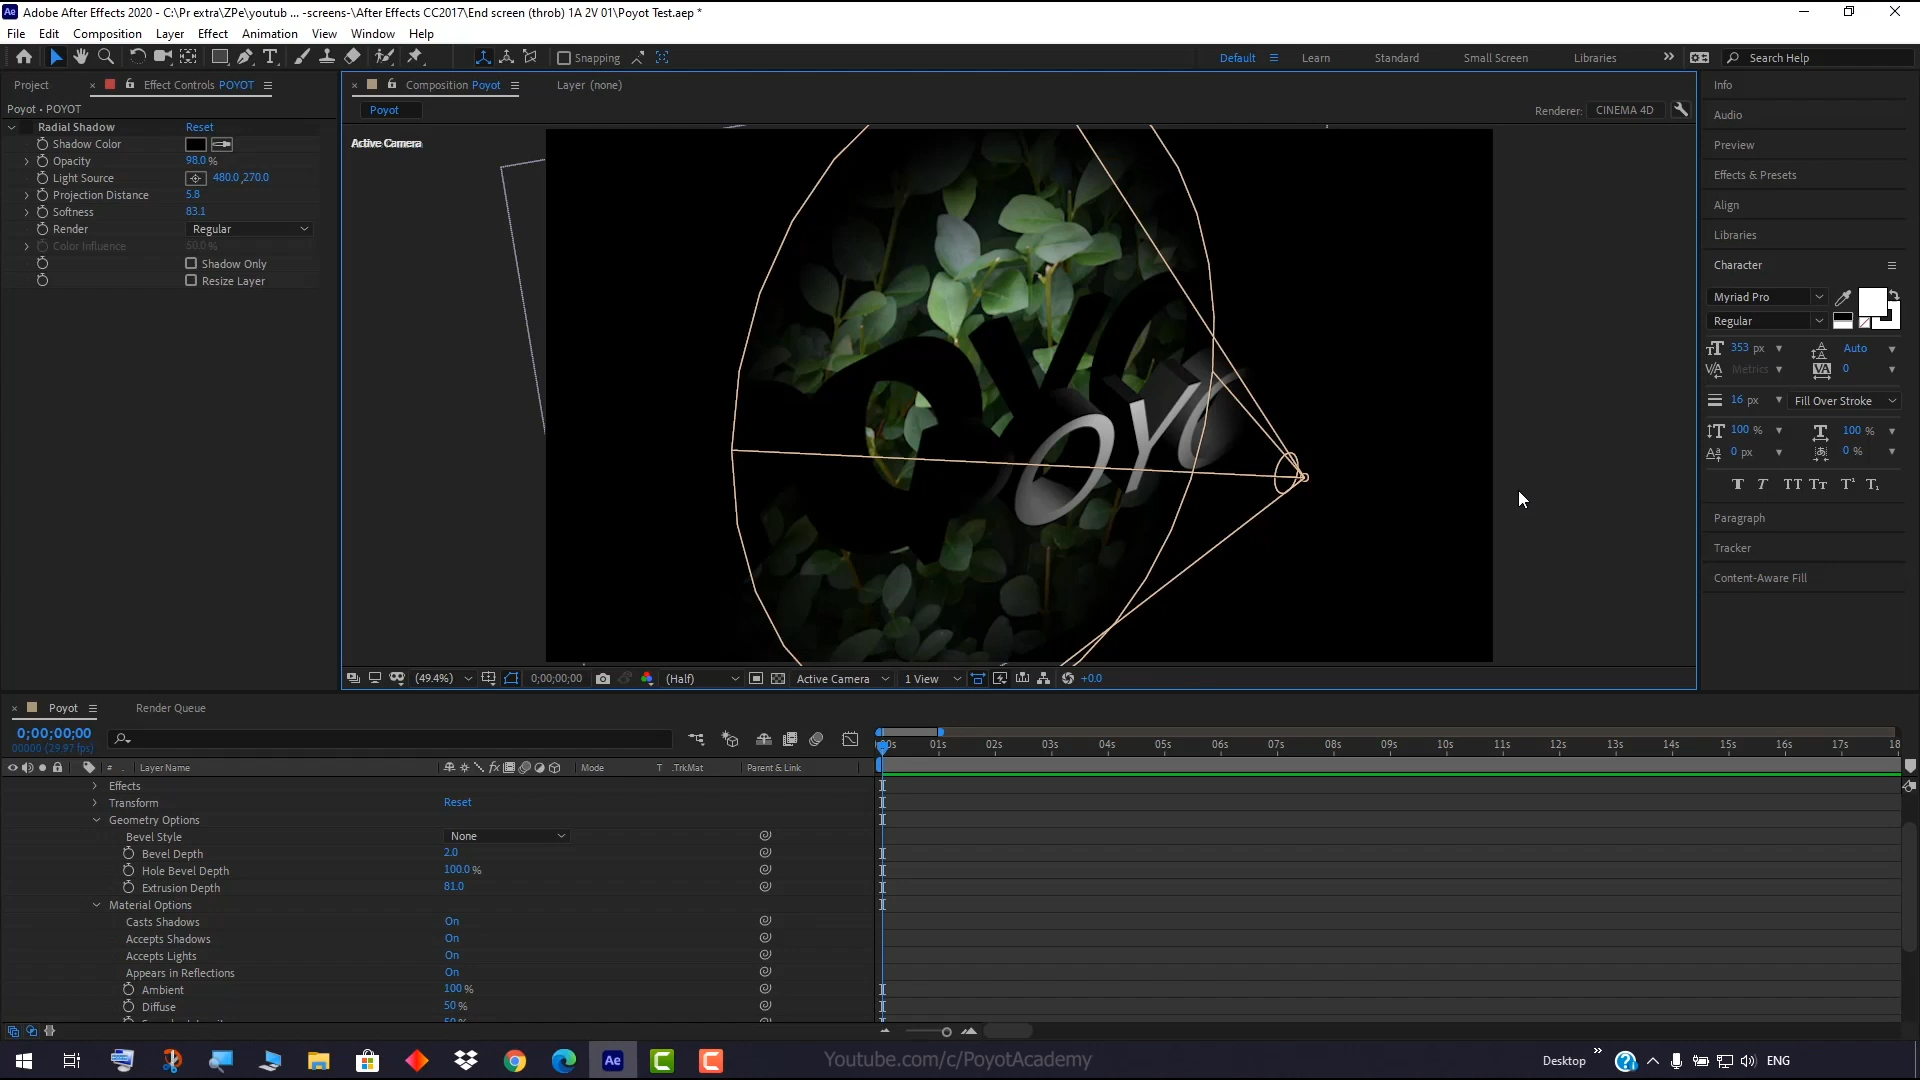 Adobe After Effects 2020 - C:\Pr extra\ZPe\youtub ... -screens-\After Effects CC2017\End screen (throb) 1A 2V 01\Poyot Test.aep *
File Edit Composition Layer Effect Animation View Window Help
Snapping
Default Learn Standard Small Screen Libraries Search Help
Project Effect Controls POYOT
Composition Poyot Layer (none)
Poyot • POYOT
Radial Shadow Reset
Shadow Color
Opacity 98.0 %
Light Source 480.0,270.0
Projection Distance 5.8
Softness 83.1
Render Regular
Color Influence 50.0 %
Shadow Only
Resize Layer
Poyot
Renderer: CINEMA 4D
Active Camera
(49.4%) 0;00;00;00 (Half) Active Camera 1 View +0.0
Info
Audio
Preview
Effects & Presets
Align
Libraries
Character
Myriad Pro
Regular
353 px Auto
Metrics 0
16 px Fill Over Stroke
100 % 100 %
0 px 0 %
T T TT Tt T¹ T₁
Paragraph
Tracker
Content-Aware Fill
Poyot Render Queue
0;00;00;00
00000 (29.97 fps)
01s 02s 03s 04s 05s 06s 07s 08s 09s 10s 11s 12s 13s 14s 15s 16s 17s 18
# Layer Name Mode T .TrkMat Parent & Link
Effects
Transform Reset
Geometry Options
Bevel Style None
Bevel Depth 2.0
Hole Bevel Depth 100.0 %
Extrusion Depth 81.0
Material Options
Casts Shadows On
Accepts Shadows On
Accepts Lights On
Appears in Reflections On
Ambient 100 %
Diffuse 50 %
Youtube.com/c/PoyotAcademy
Desktop ENG